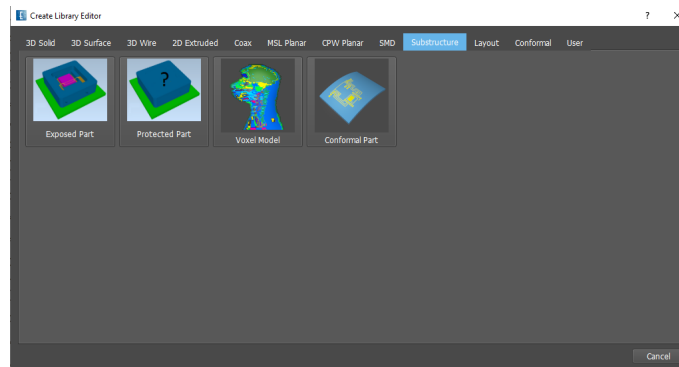 Create Library Editor
?
3D Solid 3D Surface 3D Wire 2D Extruded Coax MSL Planar CPW Planar SMD Substructure Layout Conformal User
?
Exposed Part Protected Part Voxel Model Conformal Part
Cancel